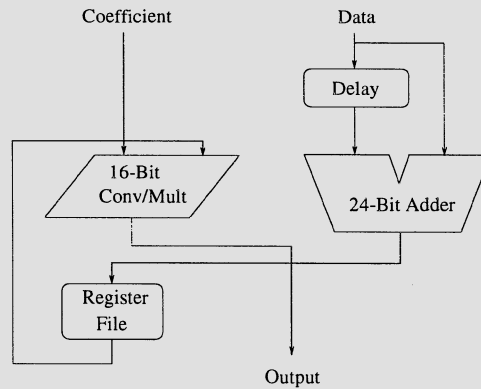 Coefficient
Data
Delay
16-Bit
Conv/Mult
24-Bit Adder
Register
File
Output